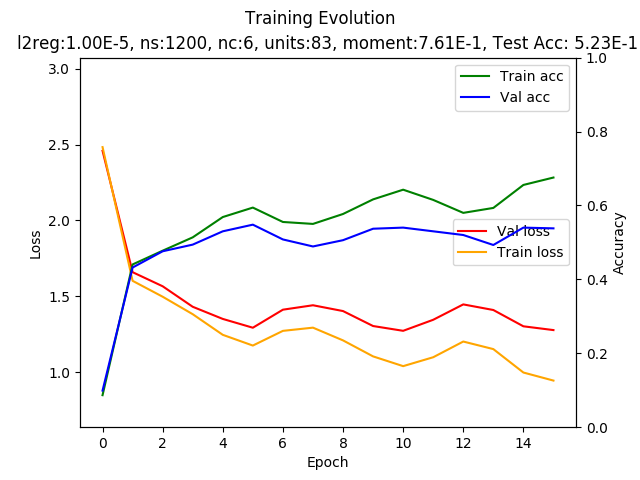 Training Evolution
l2reg:1.00E-5, ns:1200, nc:6, units:83, moment:7.61E-1, Test Acc: 5.23E-1
3.0
2.5
2.0
1.5
1.0
Loss
1.0
0.8
0.6
0.4
0.2
0.0
Accuracy
Train acc
Val acc
Val loss
Train loss
0 2 4 6 8 10 12 14
Epoch